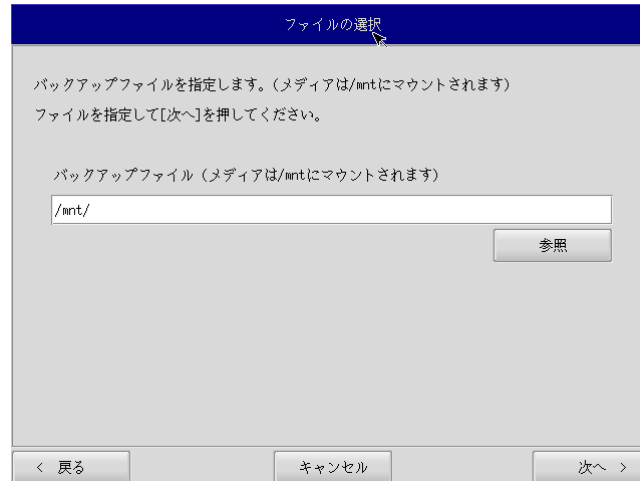 ファイルの選択
バックアップファイルを指定します。(メディアは/mntにマウントされます)
ファイルを指定して[次へ]を押してください。
バックアップファイル (メディアは/mntにマウントされます)
/mnt/
参照
< 戻る
キャンセル
次へ >